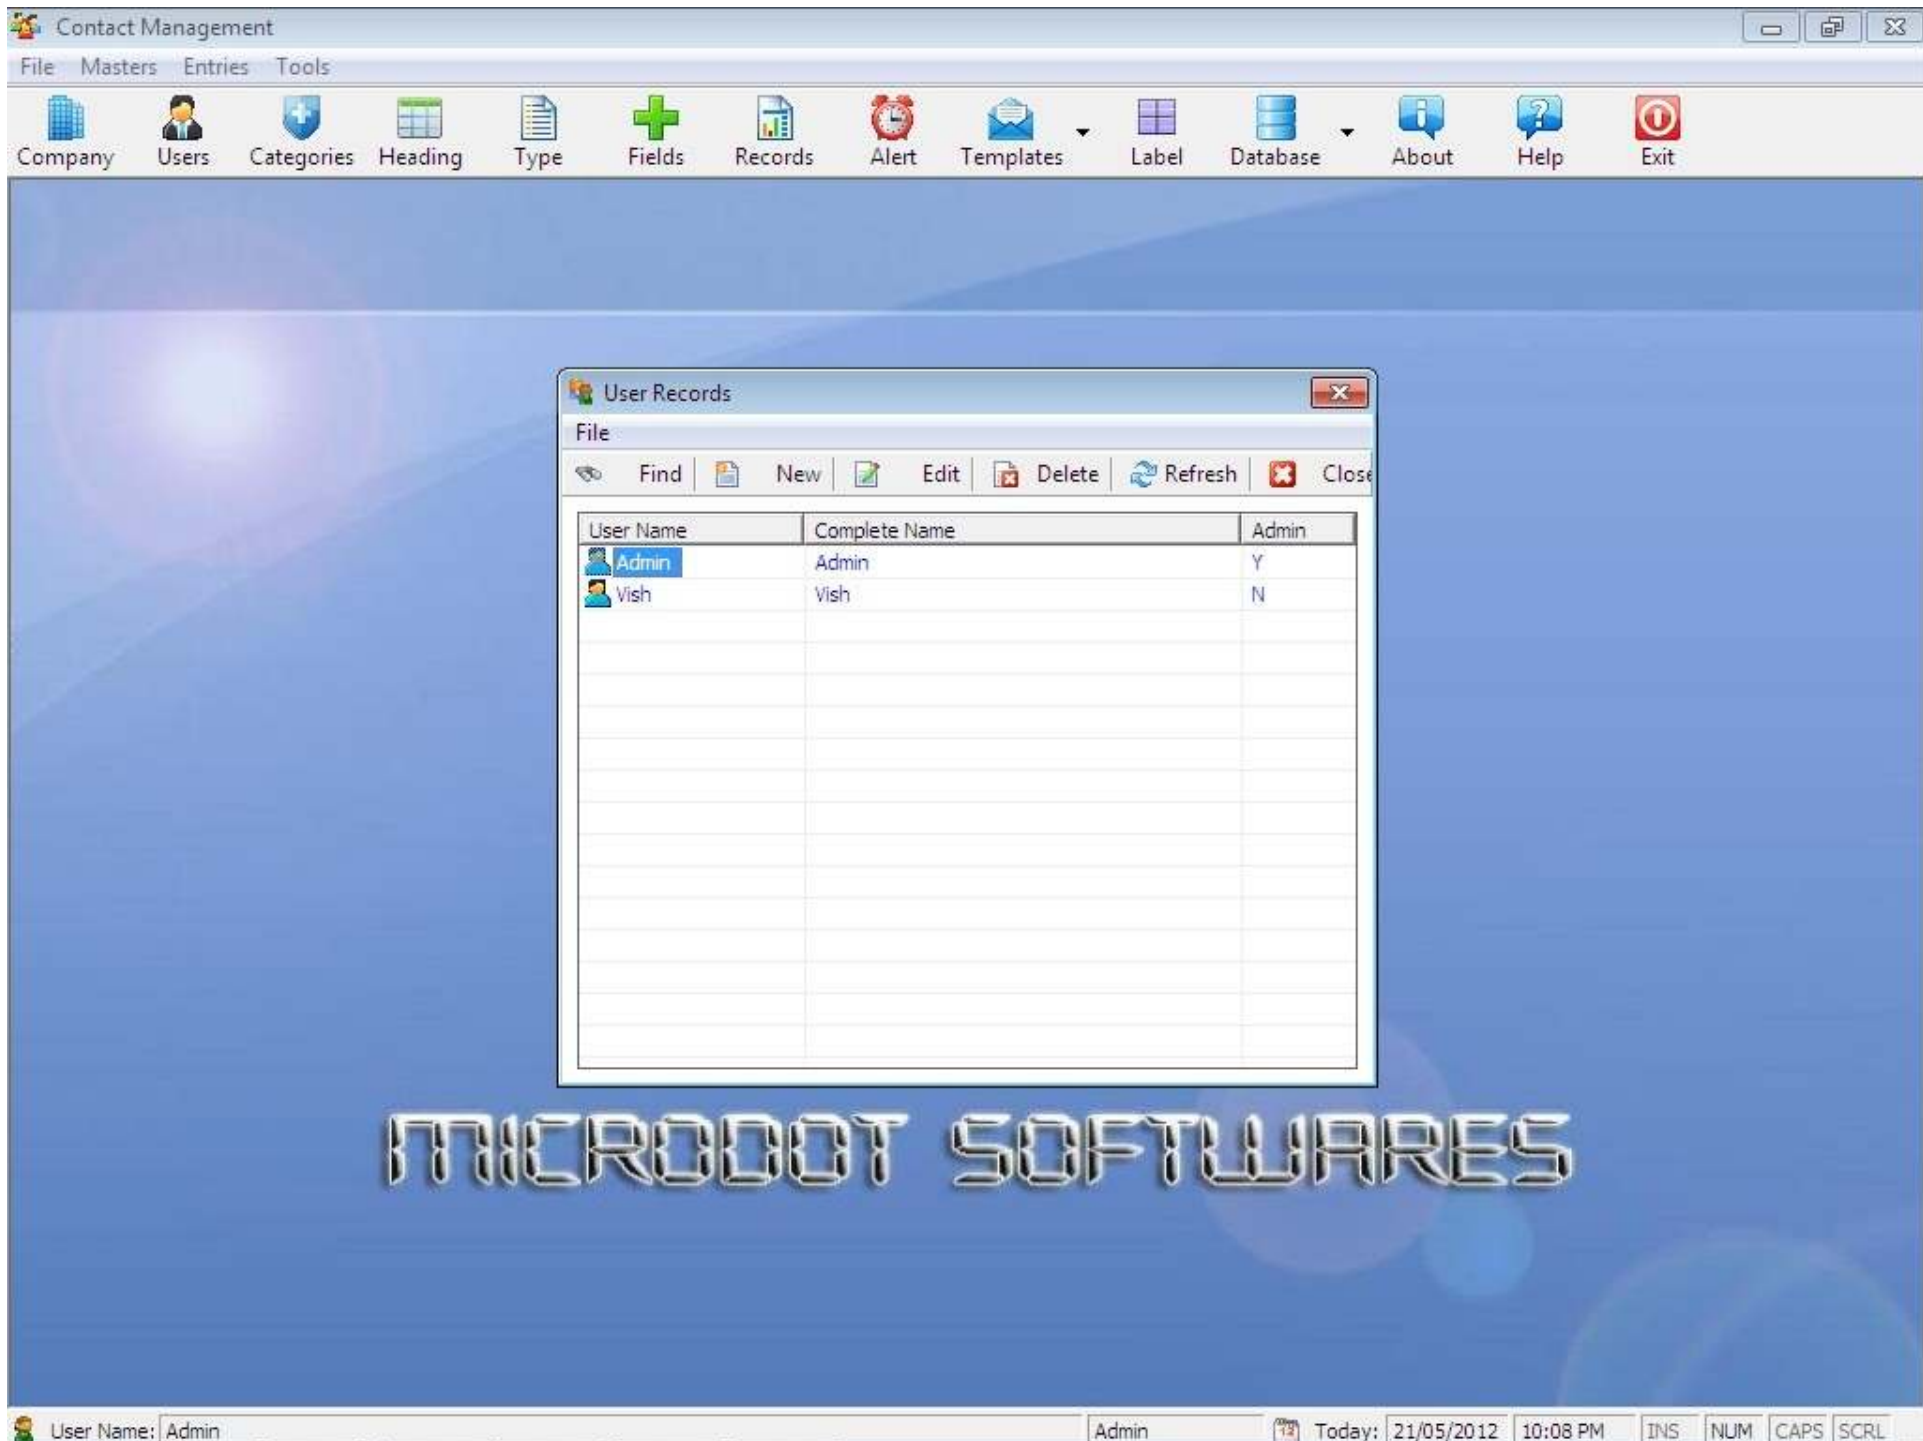 Contact Management
File Masters Entries Tools
Company Users Categories Heading Type Fields Records Alert Templates Label Database About Help Exit
User Records
File
Find New Edit Delete Refresh Close
User Name Complete Name Admin
Admin Admin Y
Vish Vish N
MICRODOT SOFTWARES
User Name: Admin Admin Today: 21/05/2012 10:08 PM INS NUM CAPS SCRL